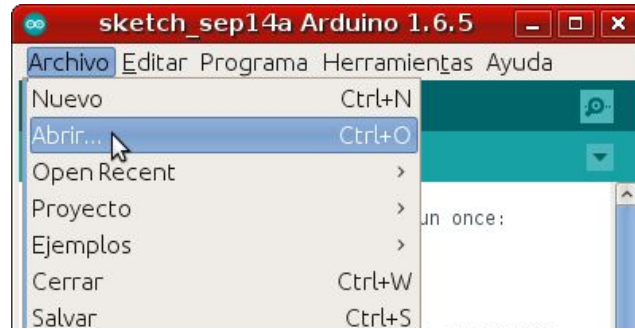 sketch_sep14a Arduino 1.6.5
Archivo Editar Programa Herramientas Ayuda
Nuevo Ctrl+N
Abrir... Ctrl+O
Open Recent
Proyecto
un once:
Ejemplos
Cerrar Ctrl+W
Salvar Ctrl+S